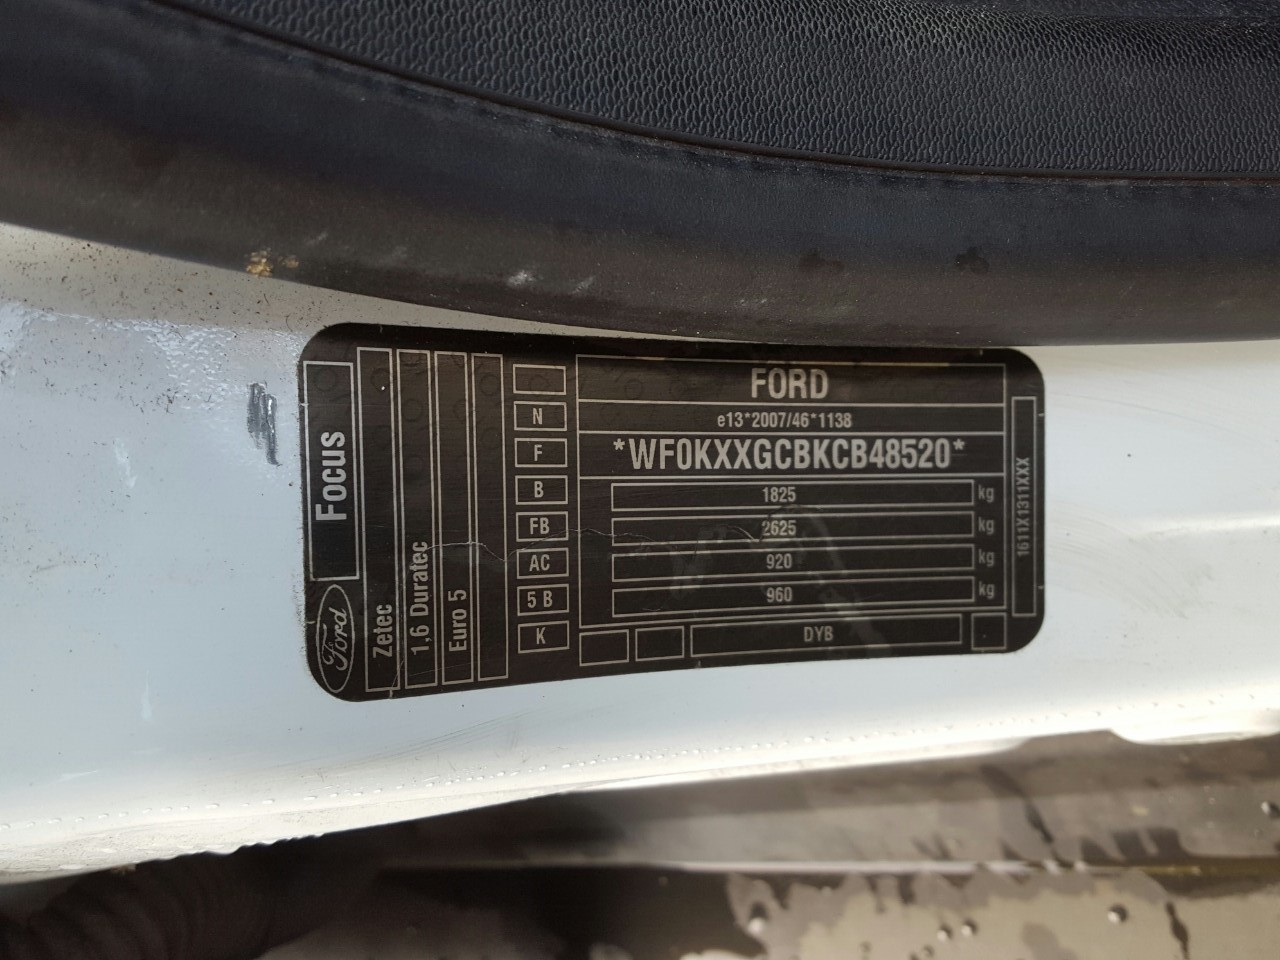 FORD
e13*2007/46*1138
*WF0KXXGCBKCB48520*
1825 kg
2625 kg
920 kg
960 kg
DYB
N
F
B
FB
AC
5 B
K
Focus
Ford
Zetec
1,6 Duratec
Euro 5
1611X1311XXX